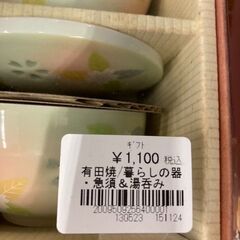 ギフト
￥1,100 税込
有田焼/暮らしの器
・急須＆湯呑み
2009509256400001
130523 151124